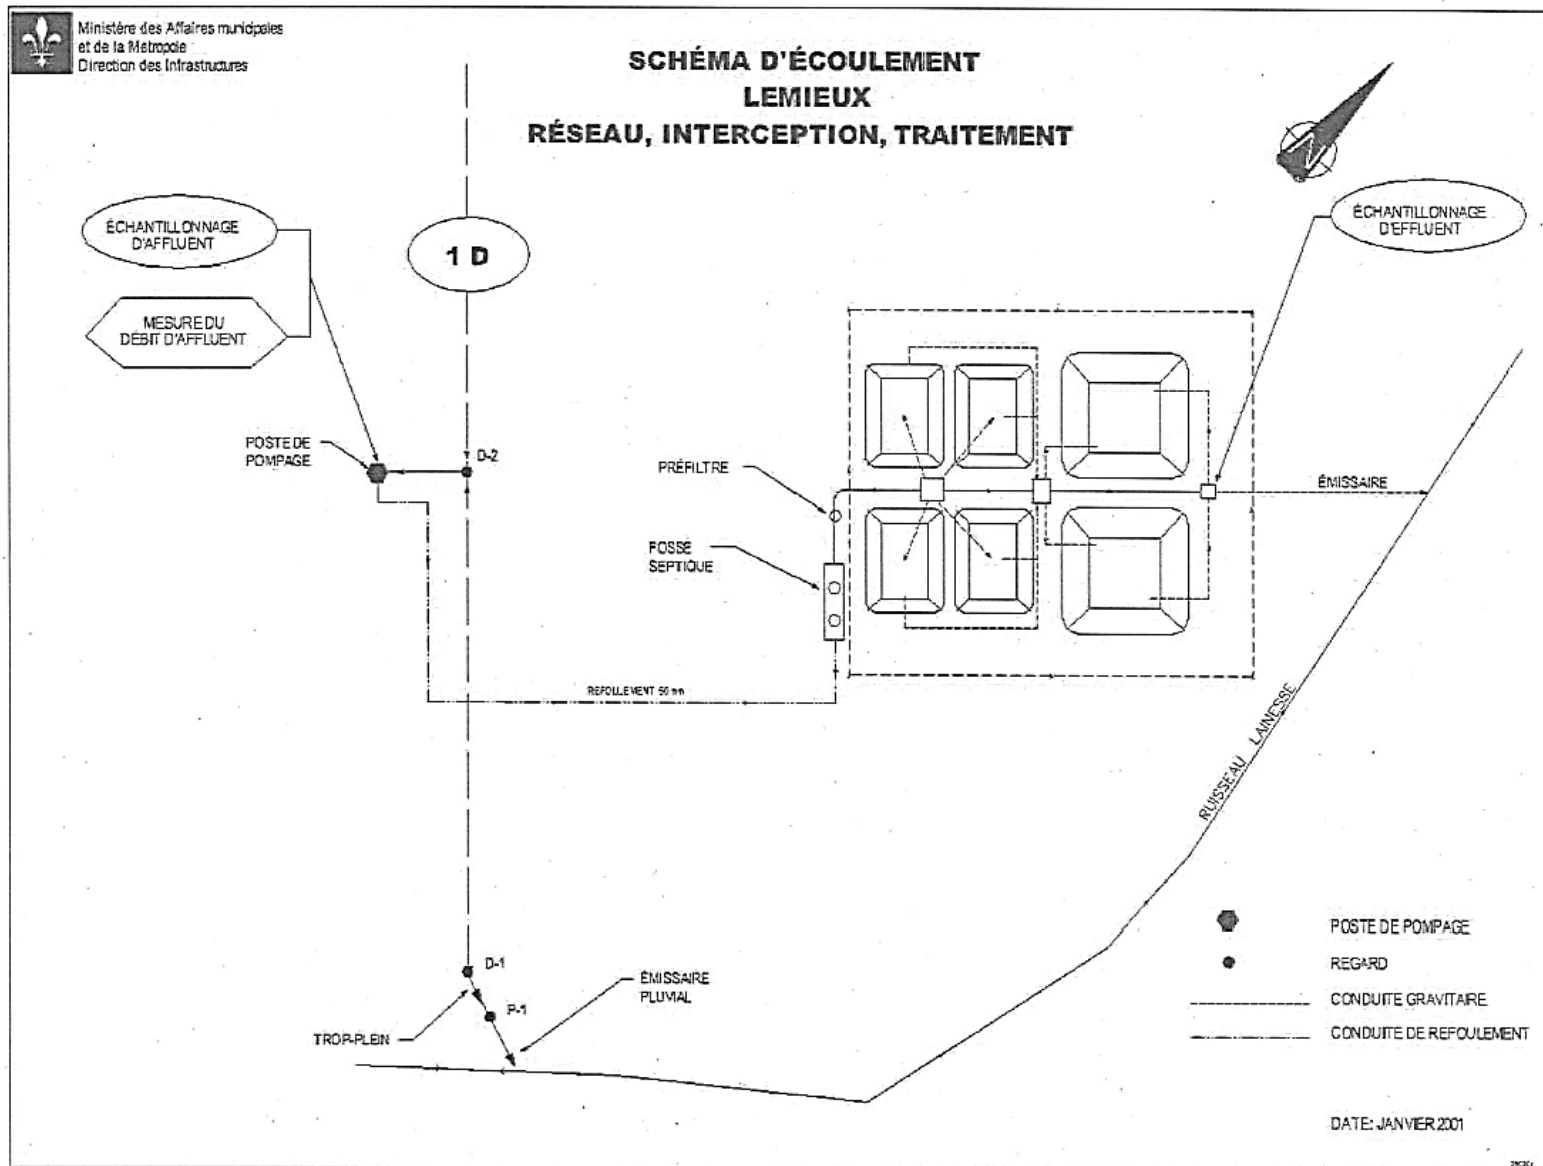 Ministère des Affaires municipales
et de la Métropole
Direction des Infrastructures
SCHÉMA D'ÉCOULEMENT
LEMIEUX
RÉSEAU, INTERCEPTION, TRAITEMENT
N
ÉCHANTILLONNAGE
D'AFFLUENT
1 D
ÉCHANTILLONNAGE
D'EFFLUENT
MESURE DU
DÉBIT D'AFFLUENT
POSTE DE
POMPAGE
D-2
PRÉFILTRE
ÉMISSAIRE
FOSSE
SEPTIQUE
REFOULEMENT 50 mm
RUISSEAU LAINESSE
D-1
P-1
ÉMISSAIRE
PLUVIAL
TROP-PLEIN
POSTE DE POMPAGE
REGARD
CONDUITE GRAVITAIRE
CONDUITE DE REFOULEMENT
DATE: JANVIER 2001